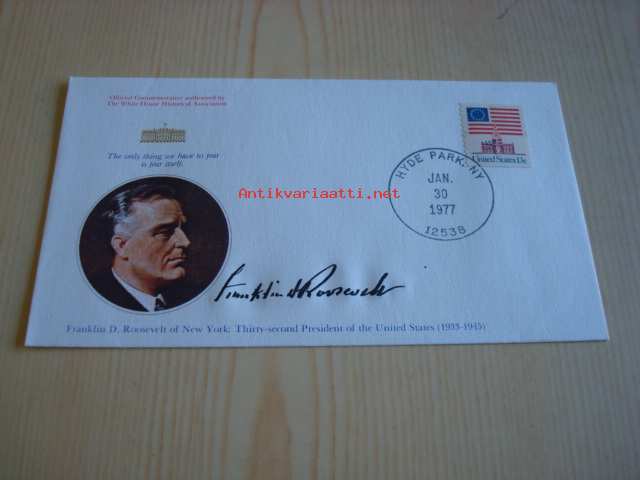 Official Commemorative authorized by
The White House Historical Association
The only thing we have to fear
is fear itself.
United States 13c
HYDE PARK, NY
JAN.
30
1977
12538
Antikvariaatti.net
Franklin D Roosevelt
Franklin D. Roosevelt of New York: Thirty-second President of the United States (1933-1945)